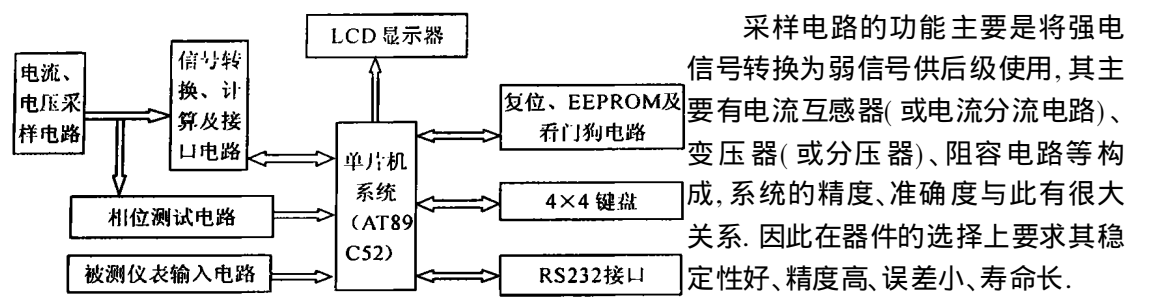 电流、
电压采
样电路
信号转
换、计
算及接
口电路
LCD 显示器
相位测试电路
被测仪表输入电路
单片机
系统
(AT89
C52)
复位、EEPROM及
看门狗电路
4×4 键盘
RS232接口
采样电路的功能主要是将强电
信号转换为弱信号供后级使用, 其主
要有电流互感器( 或电流分流电路) 、
变压器( 或分压器) 、阻容电路等构
成, 系统的精度、准确度与此有很大
关系. 因此在器件的选择上要求其稳
定性好、精度高、误差小、寿命长.